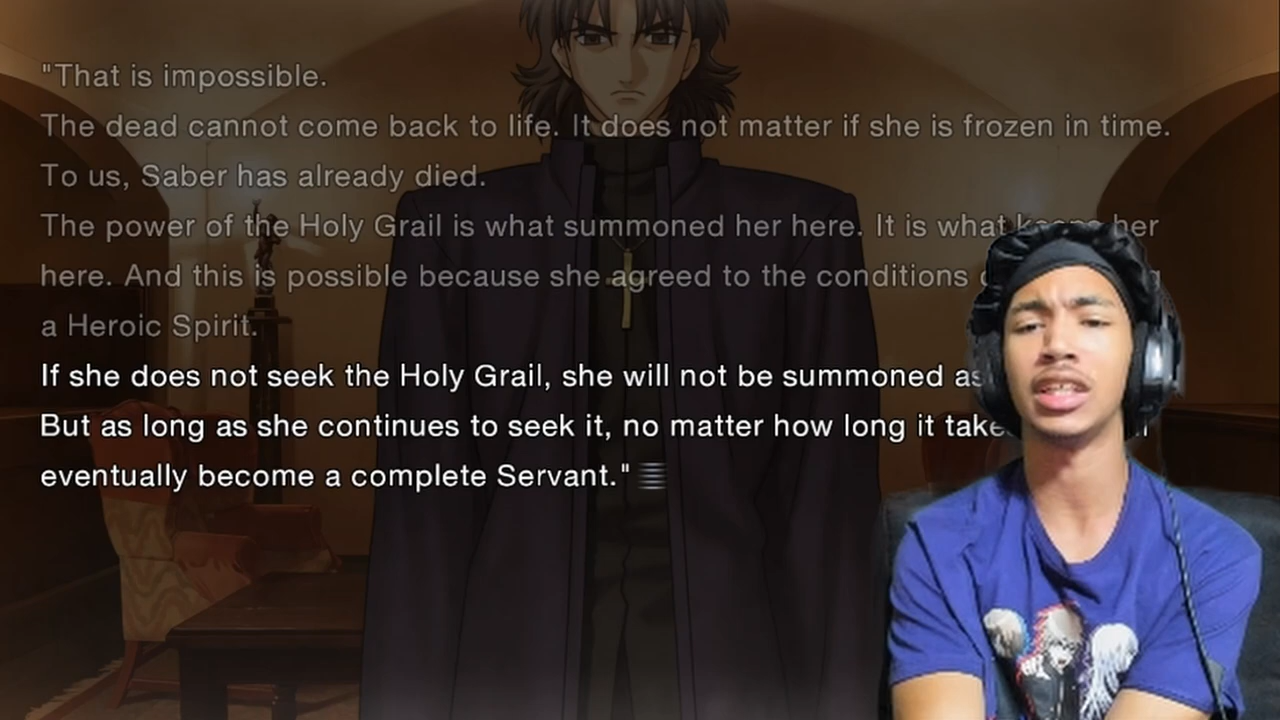 "That is impossible.
The dead cannot come back to life. It does not matter if she is frozen in time.
To us, Saber has already died.
The power of the Holy Grail is what summoned her here. It is what keeps her
here. And this is possible because she agreed to the conditions
a Heroic Spirit.
If she does not seek the Holy Grail, she will not be summoned as
But as long as she continues to seek it, no matter how long it takes
eventually become a complete Servant."